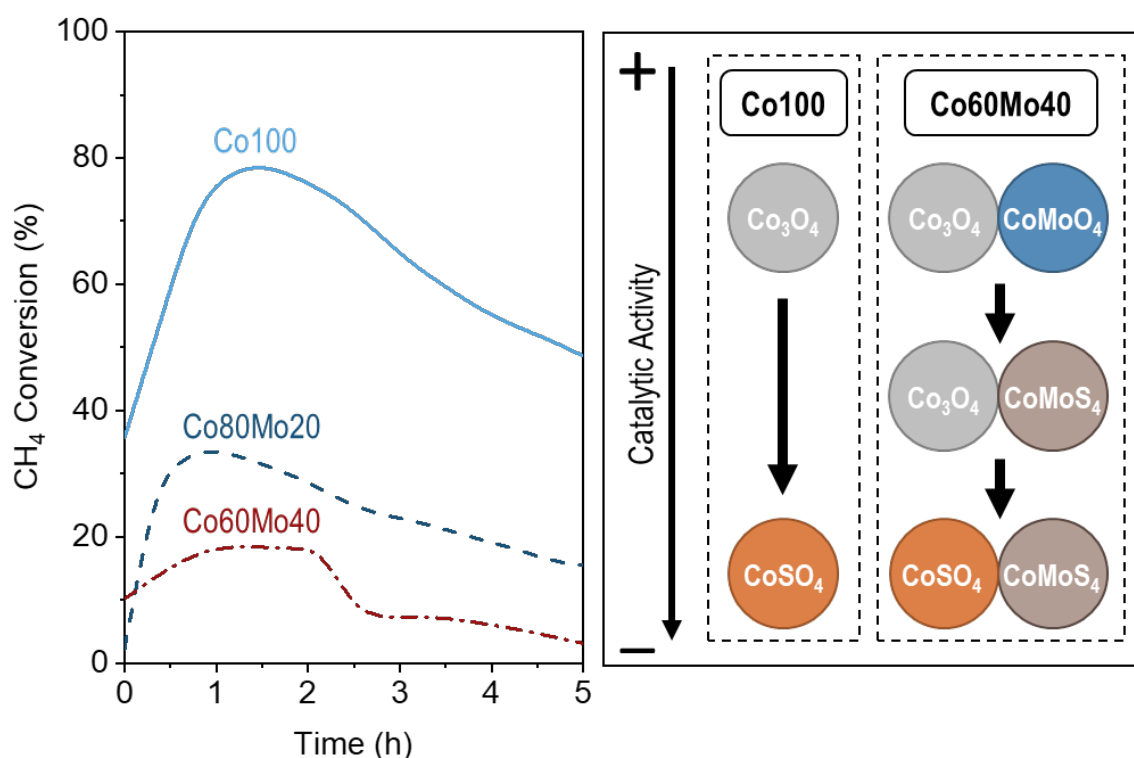 100
80
60
40
20
0
CH₄ Conversion (%)
Co100
Co80Mo20
Co60Mo40
0 1 2 3 4 5
Time (h)
+
Catalytic Activity
−
Co100
Co₃O₄
CoSO₄
Co60Mo40
Co₃O₄ CoMoO₄
Co₃O₄ CoMoS₄
CoSO₄ CoMoS₄